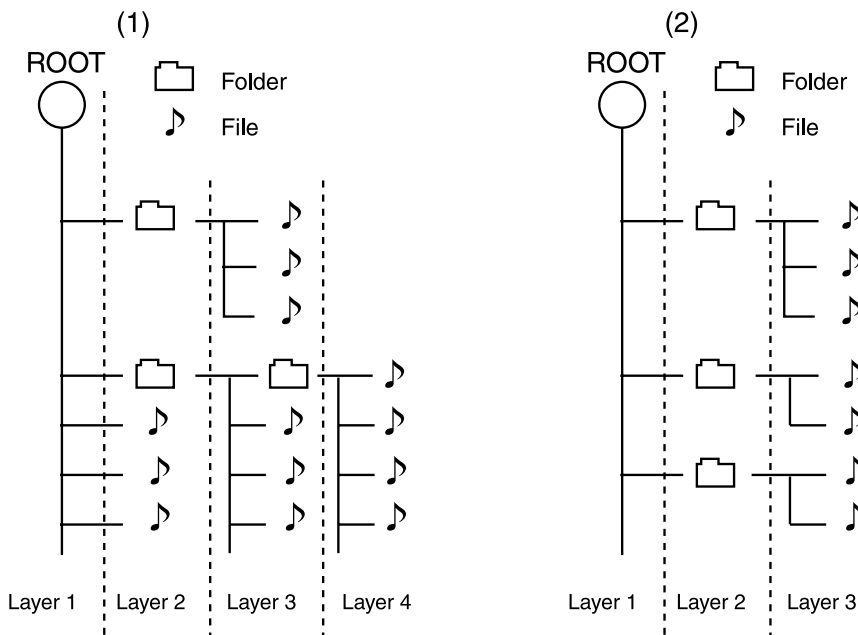 (1)
ROOT
Folder
File
Layer 1
Layer 2
Layer 3
Layer 4
(2)
ROOT
Folder
File
Layer 1
Layer 2
Layer 3